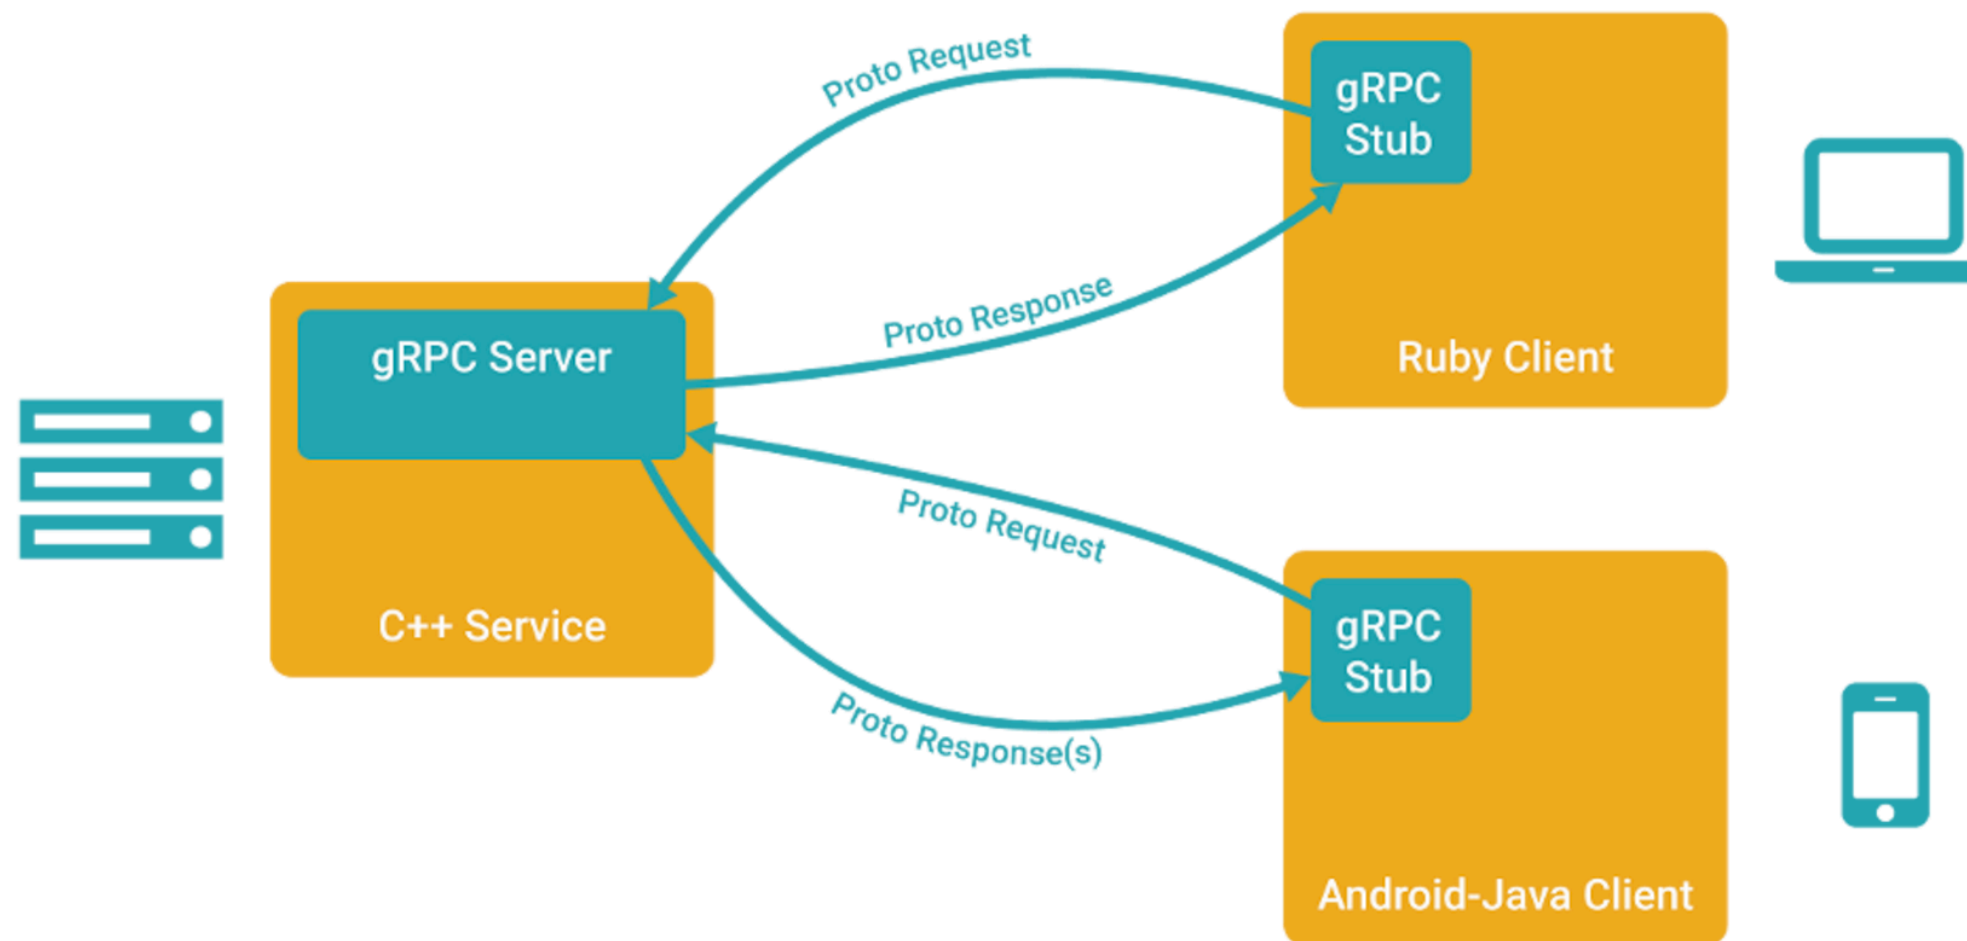 Proto Request
gRPC
Stub
Proto Response
Ruby Client
gRPC Server
C++ Service
Proto Request
gRPC
Stub
Proto Response(s)
Android-Java Client